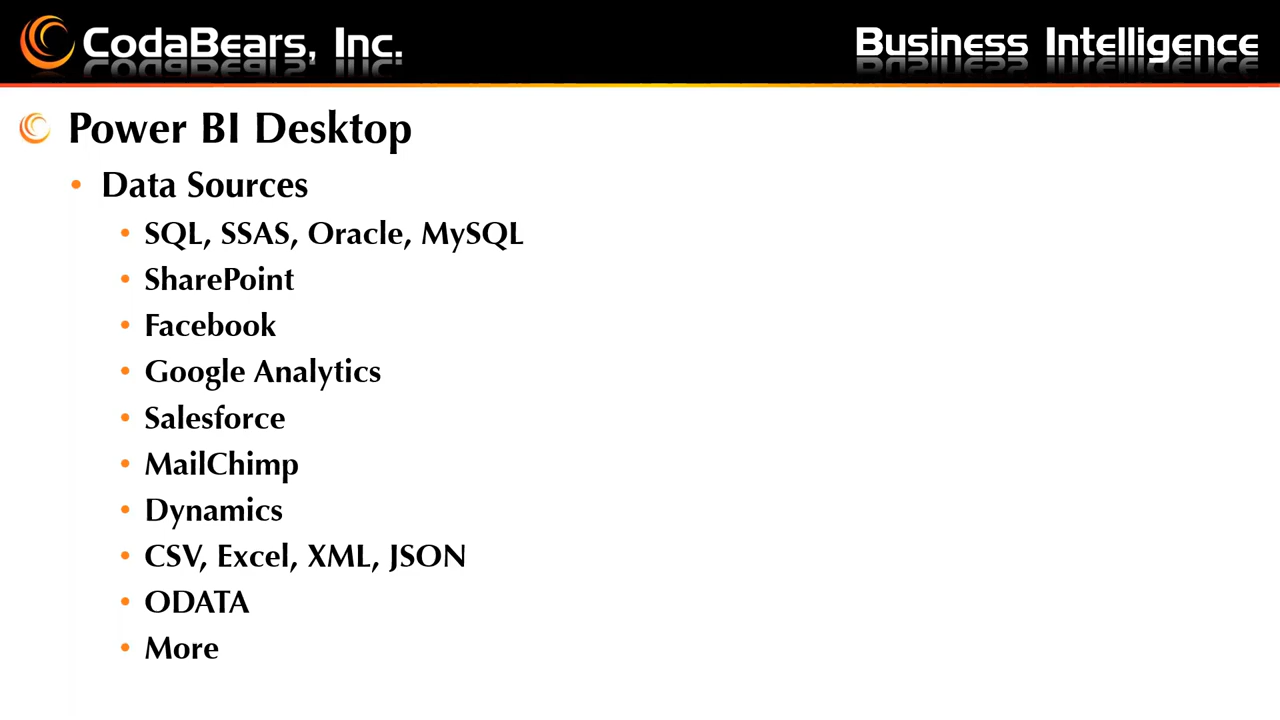 CodaBears, Inc.
Business Intelligence
Power BI Desktop
• Data Sources
• SQL, SSAS, Oracle, MySQL
• SharePoint
• Facebook
• Google Analytics
• Salesforce
• MailChimp
• Dynamics
• CSV, Excel, XML, JSON
• ODATA
• More